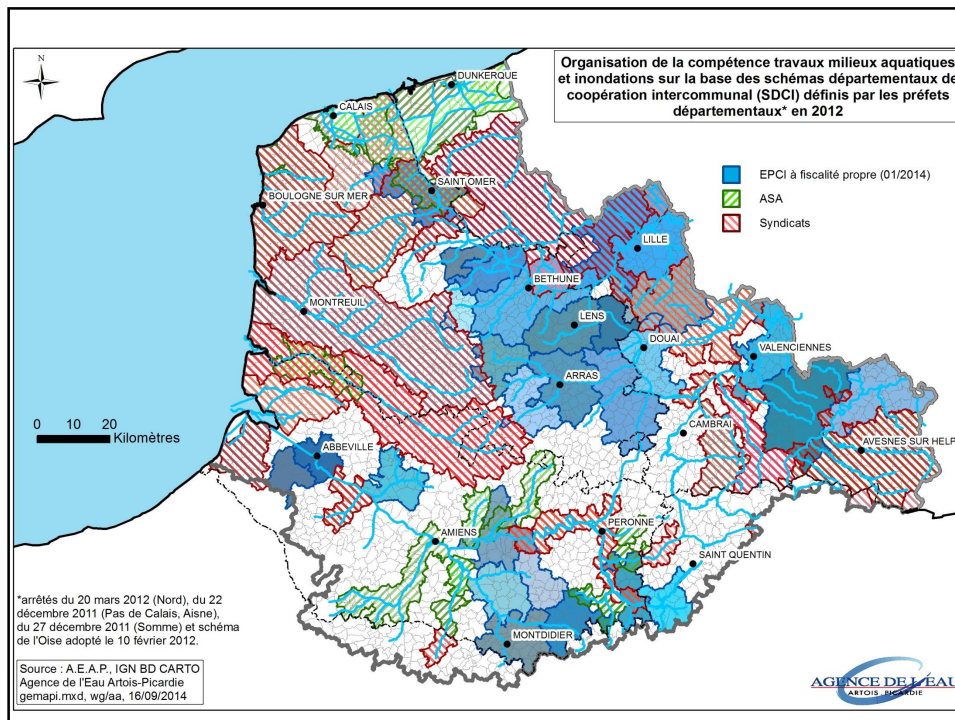 Organisation de la compétence travaux milieu aquatiques
et inondations sur la base des schémas départementaux de
coopération intercommunal (SDCI) définis par les préfets
départementaux* en 2012
N
DUNKERQUE
CALAIS
EPCI à fiscalité propre (01/2014)
ASA
Syndicats
SAINT OMER
BOULOGNE SUR MER
LILLE
BETHUNE
MONTREUIL
LENS
DOUAI
VALENCIENNES
ARRAS
0 10 20
Kilomètres
CAMBRAI
AVESNES SUR HELP
ABBEVILLE
PERONNE
AMIENS
SAINT QUENTIN
MONTDIDIER
*arrêtés du 20 mars 2012 (Nord), du 22
décembre 2011 (Pas de Calais, Aisne),
du 27 décembre 2011 (Somme) et schéma
de l'Oise adopté le 10 février 2012.
Source : A.E.A.P., IGN BD CARTO
Agence de l'Eau Artois-Picardie
gemapi.mxd, wg/aa, 16/09/2014
AGENCE DE L'EAU
ARTOIS PICARDIE